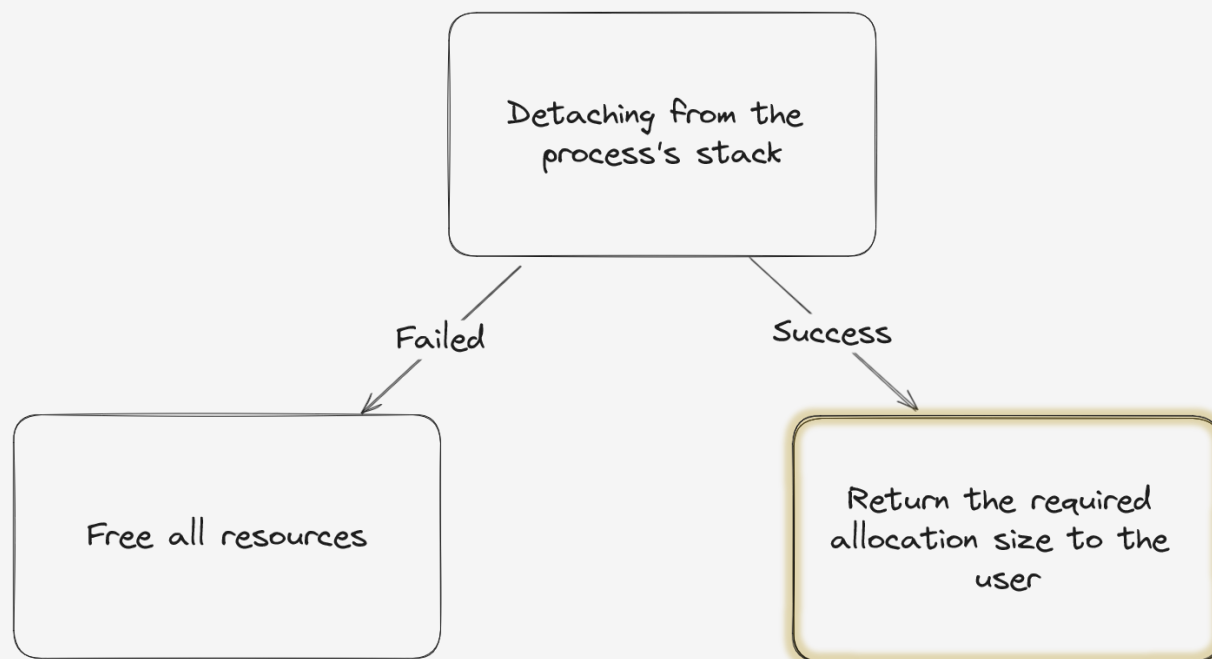 Detaching from the
process's stack
Failed
Success
Free all resources
Return the required
allocation size to the
user